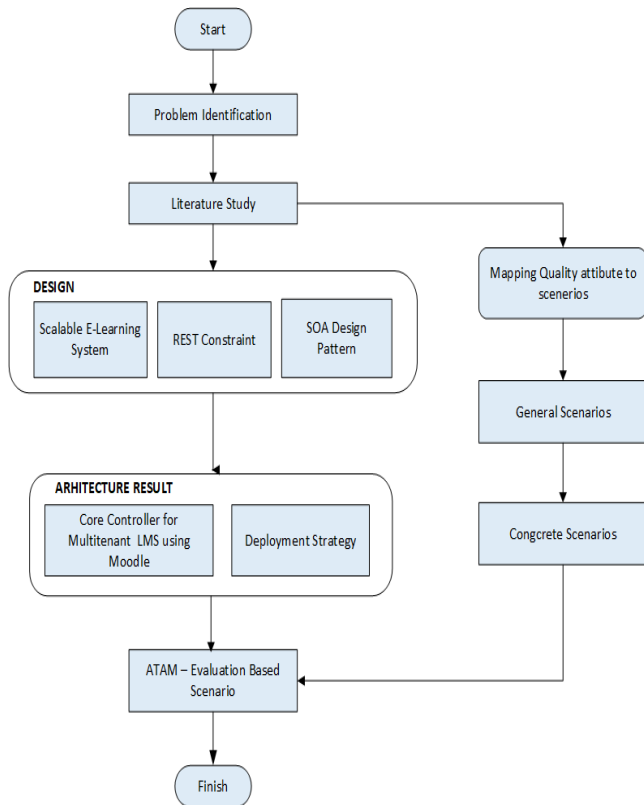 Start
Problem Identification
Literature Study
DESIGN
Scalable E-Learning
System
REST Constraint
SOA Design
Pattern
Mapping Quality attibute to
scenerios
General Scenarios
ARHITECTURE RESULT
Core Controller for
Multitenant LMS using
Moodle
Deployment Strategy
Congcrete Scenarios
ATAM – Evaluation Based
Scenario
Finish